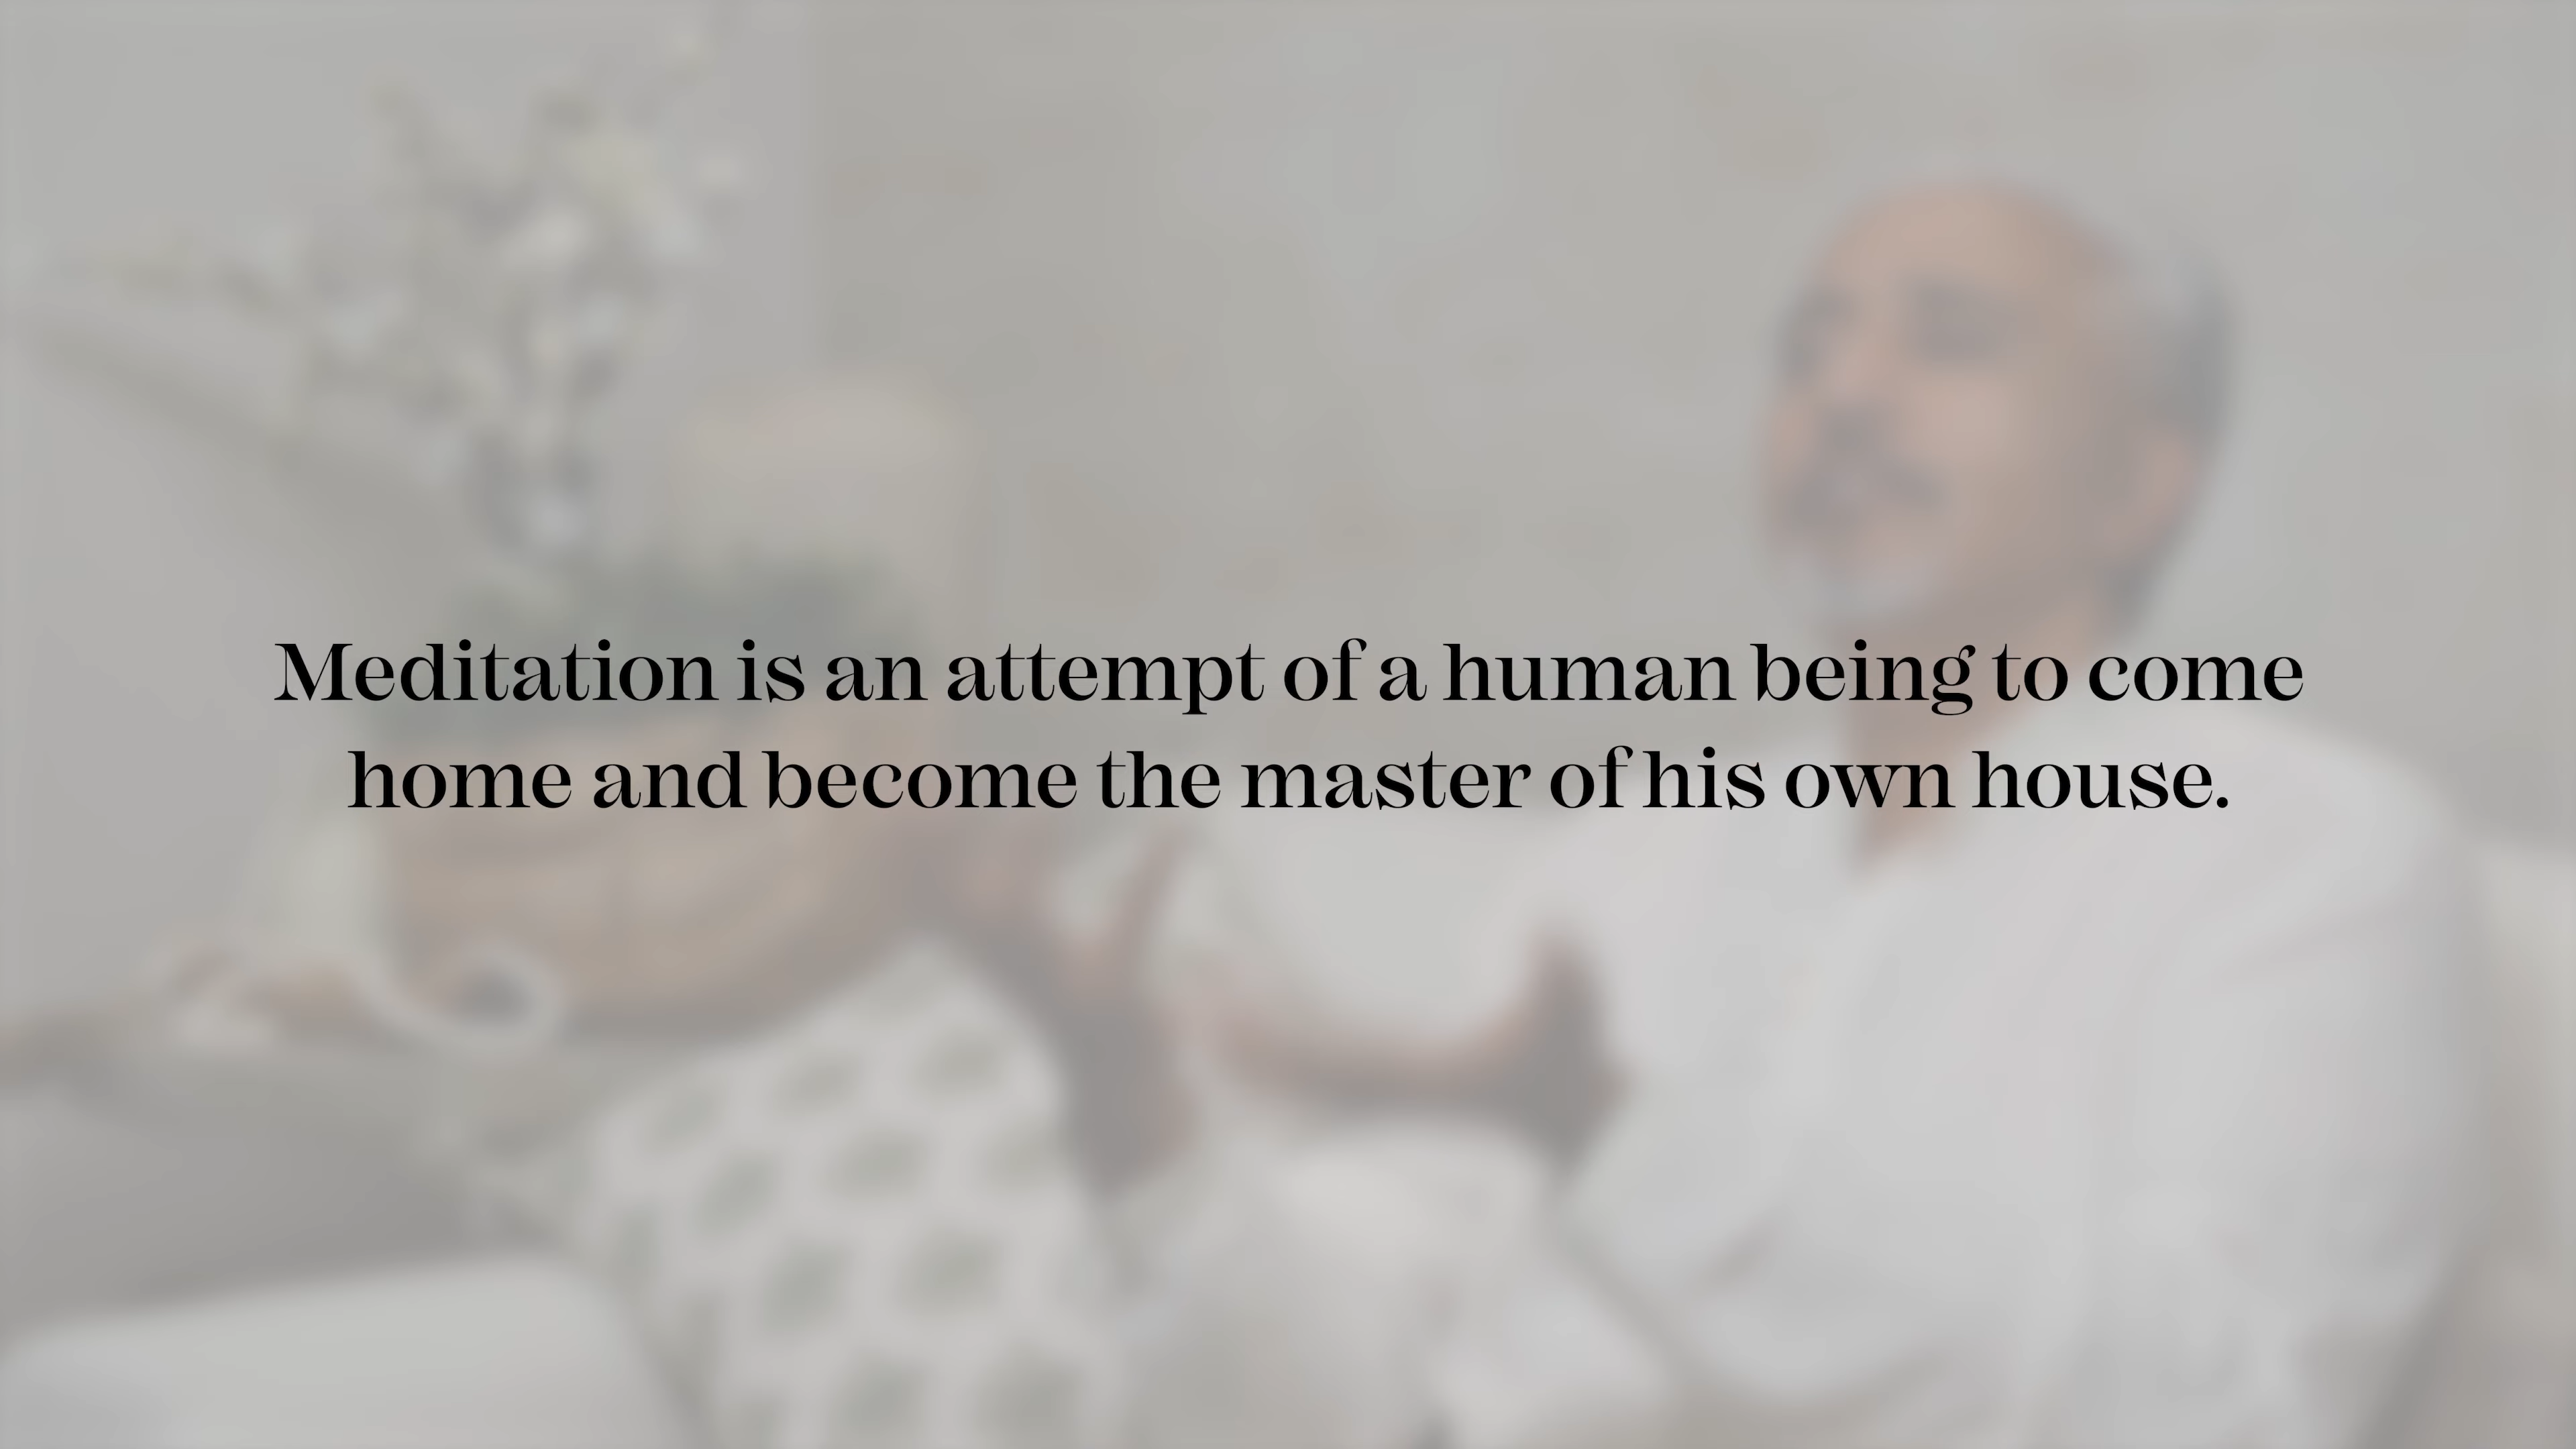 Meditation is an attempt of a human being to come
home and become the master of his own house.